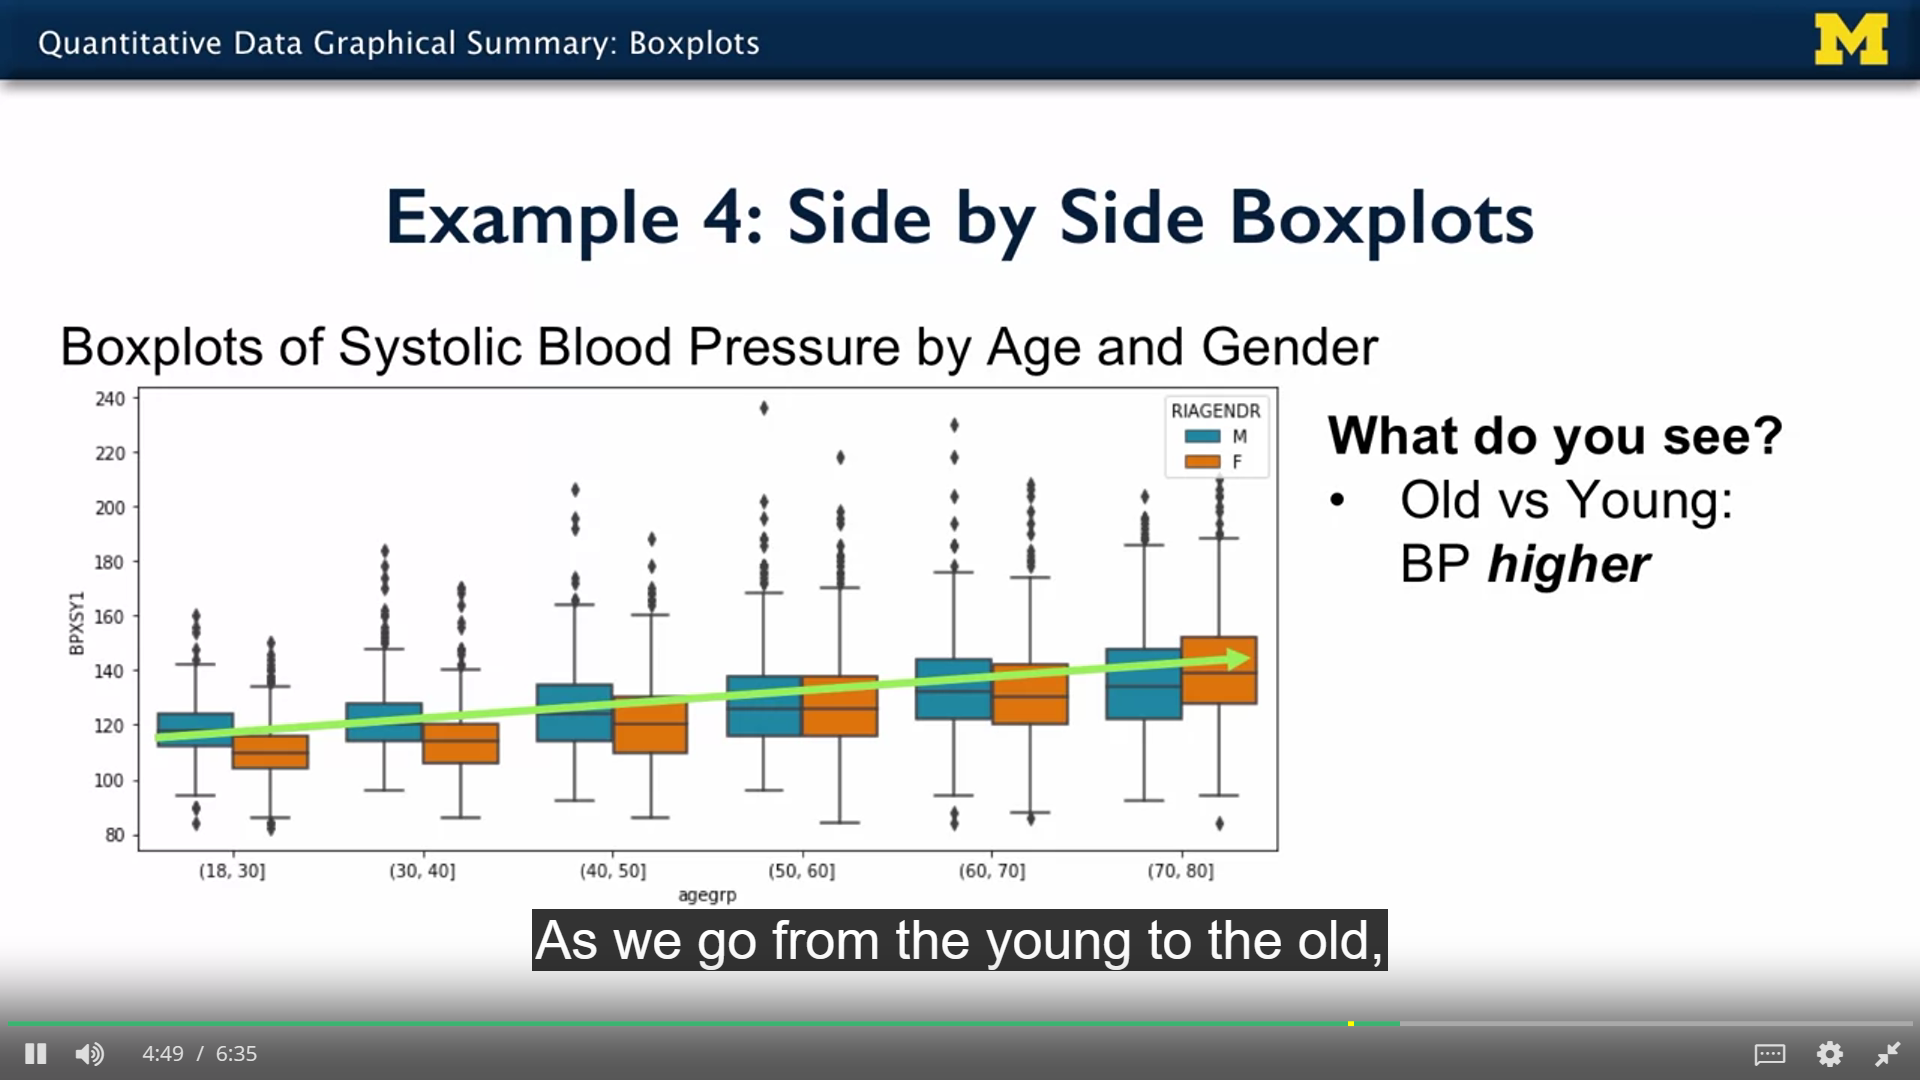 Quantitative Data Graphical Summary: Boxplots
M
Example 4: Side by Side Boxplots
Boxplots of Systolic Blood Pressure by Age and Gender
240
220
200
180
160
140
120
100
80
BPXSY1
RIAGENDR
M
F
(18, 30]
(30, 40]
(40, 50]
(50, 60]
(60, 70]
(70, 80]
agegrp
What do you see?
• Old vs Young:
BP higher
As we go from the young to the old,
4:49 / 6:35